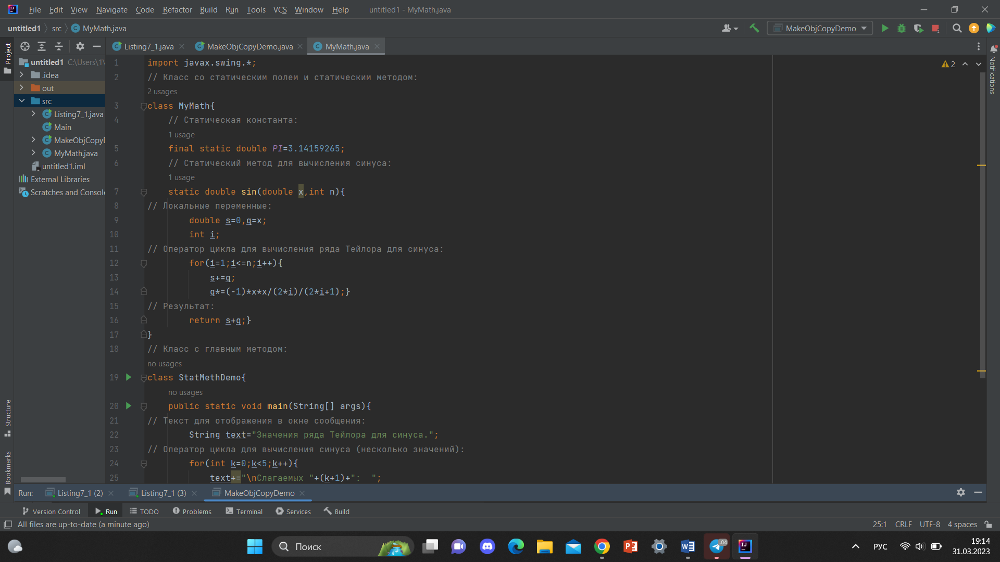 File Edit View Navigate Code Refactor Build Run Tools VCS Window Help untitled1 - MyMath.java
untitled1 src MyMath.java MakeObjCopyDemo
Project
Listing7_1.java MakeObjCopyDemo.java MyMath.java
untitled1 C:\Users\1\
.idea
out
src
Listing7_1.java
Main
MakeObjCopyD
MyMath.java
untitled1.iml
External Libraries
Scratches and Console
Structure
Bookmarks
Notifications
2
1 import javax.swing.*;
2 // Класс со статическим полем и статическим методом:
2 usages
3 class MyMath{
4 // Статическая константа:
1 usage
5 final static double PI=3.14159265;
6 // Статический метод для вычисления синуса:
1 usage
7 static double sin(double x,int n){
8 // Локальные переменные:
9 double s=0,q=x;
10 int i;
11 // Оператор цикла для вычисления ряда Тейлора для синуса:
12 for(i=1;i<=n;i++){
13 s+=q;
14 q*=(-1)*x*x/(2*i)/(2*i+1);}
15 // Результат:
16 return s+q;}
17 }
18 // Класс с главным методом:
no usages
19 class StatMethDemo{
no usages
20 public static void main(String[] args){
21 // Текст для отображения в окне сообщения:
22 String text="Значения ряда Тейлора для синуса.";
23 // Оператор цикла для вычисления синуса (несколько значений):
24 for(int k=0;k<5;k++){
25 text+="\nСлагаемых "+(k+1)+":  ";
Run: Listing7_1 (2) Listing7_1 (3) MakeObjCopyDemo
Version Control Run TODO Problems Terminal Services Build
All files are up-to-date (a minute ago) 25:1 CRLF UTF-8 4 spaces
Поиск РУС 19:14
31.03.2023